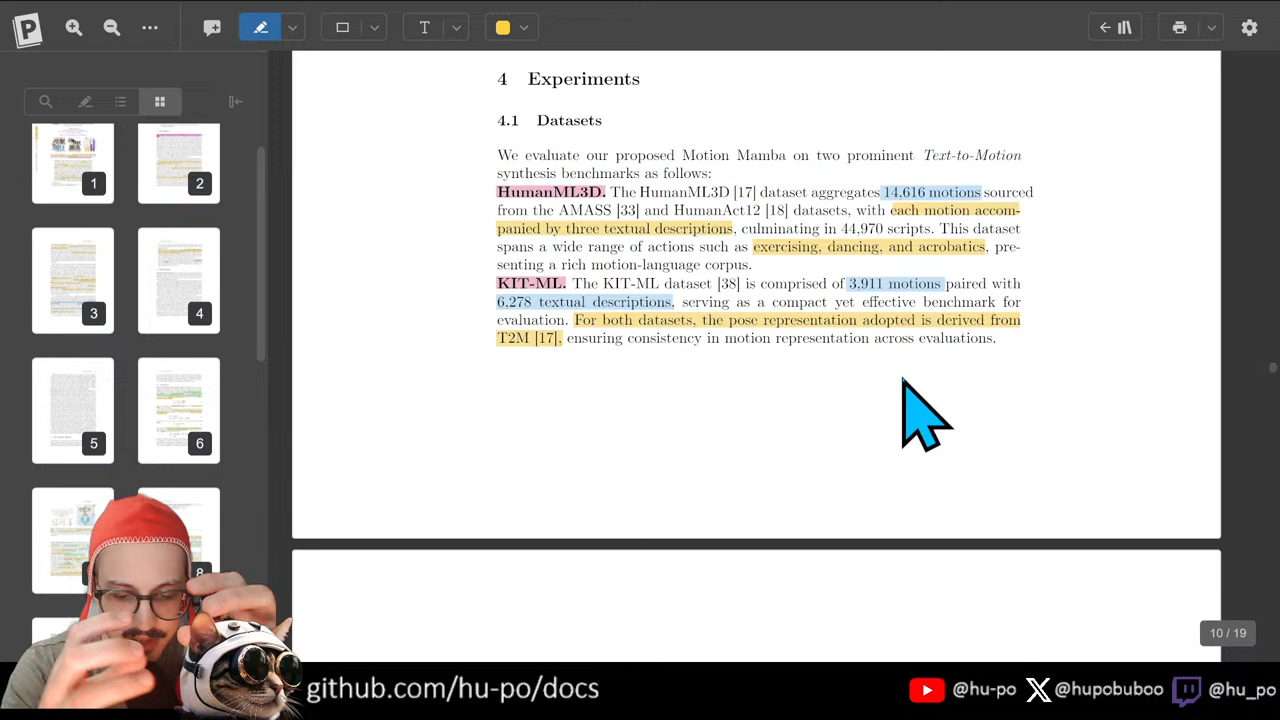 T
4 Experiments
4.1 Datasets
We evaluate our proposed Motion Mamba on two prominent Text-to-Motion
synthesis benchmarks as follows:
HumanML3D. The HumanML3D [17] dataset aggregates 14,616 motions sourced
from the AMASS [33] and HumanAct12 [18] datasets, with each motion accom-
panied by three textual descriptions, culminating in 44,970 scripts. This dataset
spans a wide range of actions such as exercising, dancing, and acrobatics, pre-
senting a rich motion-language corpus.
KIT-ML. The KIT-ML dataset [38] is comprised of 3,911 motions paired with
6,278 textual descriptions, serving as a compact yet effective benchmark for
evaluation. For both datasets, the pose representation adopted is derived from
T2M [17], ensuring consistency in motion representation across evaluations.
1
2
3
4
5
6
8
10 / 19
github.com/hu-po/docs
@hu-po
@hupobuboo
@hu_po